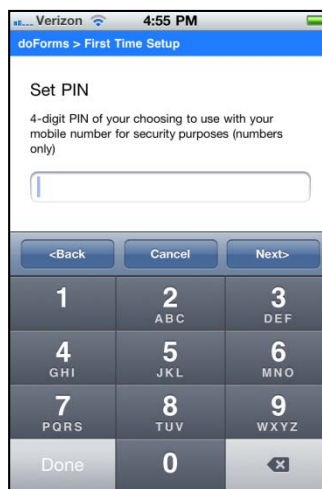 Verizon 4:55 PM
doForms > First Time Setup
Set PIN
4-digit PIN of your choosing to use with your
mobile number for security purposes (numbers
only)
<Back Cancel Next>
1 2 3
ABC DEF
4 5 6
GHI JKL MNO
7 8 9
PQRS TUV WXYZ
Done 0